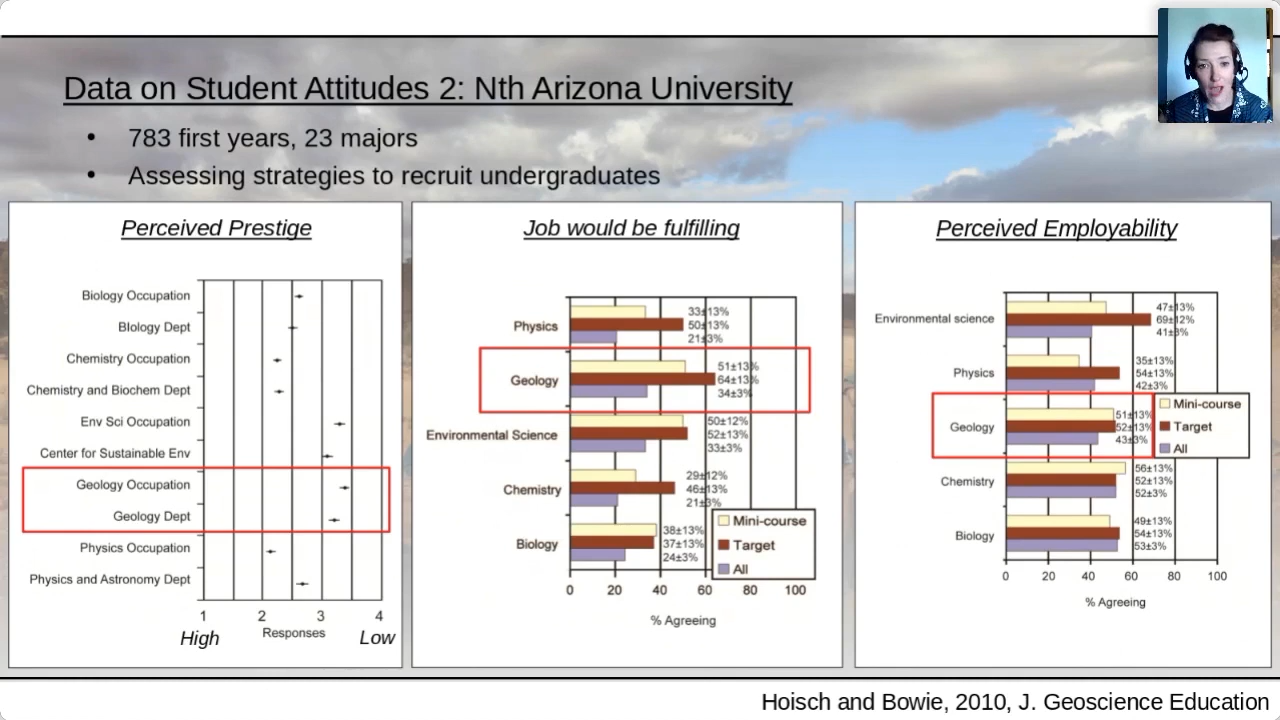 Data on Student Attitudes 2: Nth Arizona University
• 783 first years, 23 majors
• Assessing strategies to recruit undergraduates
Perceived Prestige
Biology Occupation
Biology Dept
Chemistry Occupation
Chemistry and Biochem Dept
Env Sci Occupation
Center for Sustainable Env
Geology Occupation
Geology Dept
Physics Occupation
Physics and Astronomy Dept
1 2 3 4
High Responses Low
Job would be fulfilling
Physics
33±13%
50±13%
21±3%
Geology
51±13%
64±13%
34±3%
Environmental Science
50±12%
52±13%
33±3%
Chemistry
29±12%
46±13%
21±3%
Biology
38±13%
37±13%
24±3%
Mini-course
Target
All
0 20 40 60 80 100
% Agreeing
Perceived Employability
Environmental science
47±13%
69±12%
41±3%
Physics
35±13%
54±13%
42±3%
Geology
51±13%
52±13%
43±3%
Mini-course
Target
All
Chemistry
56±13%
52±13%
52±3%
Biology
49±13%
54±13%
53±3%
0 20 40 60 80 100
% Agreeing
Hoisch and Bowie, 2010, J. Geoscience Education